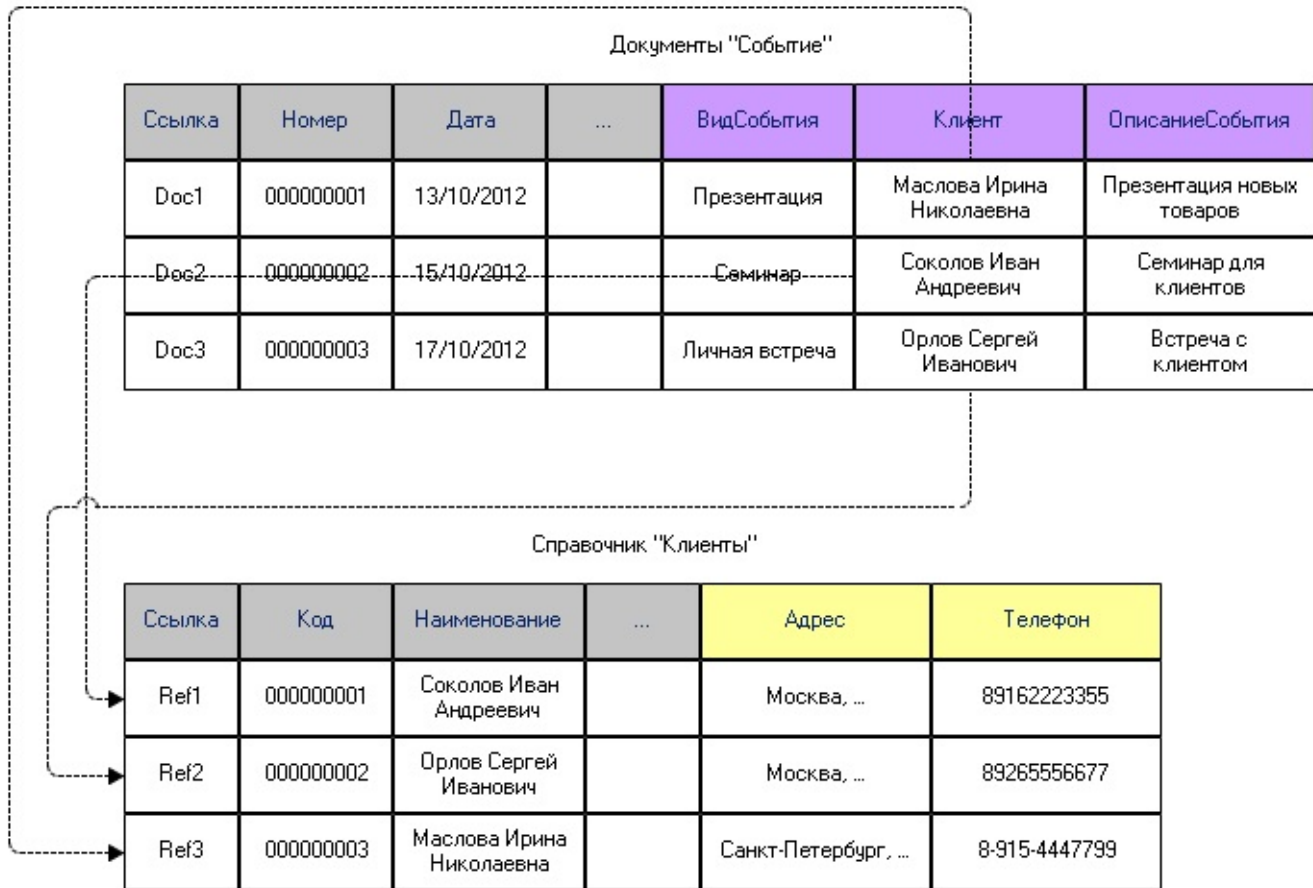 Документы "Событие"
Ссылка Номер Дата ... ВидСобытия Клиент ОписаниеСобытия
Doc1 000000001 13/10/2012 Презентация Маслова Ирина Николаевна Презентация новых товаров
Doc2 000000002 15/10/2012 Семинар Соколов Иван Андреевич Семинар для клиентов
Doc3 000000003 17/10/2012 Личная встреча Орлов Сергей Иванович Встреча с клиентом
Справочник "Клиенты"
Ссылка Код Наименование ... Адрес Телефон
Ref1 000000001 Соколов Иван Андреевич Москва, ... 89162223355
Ref2 000000002 Орлов Сергей Иванович Москва, ... 89265556677
Ref3 000000003 Маслова Ирина Николаевна Санкт-Петербург, ... 8-915-4447799